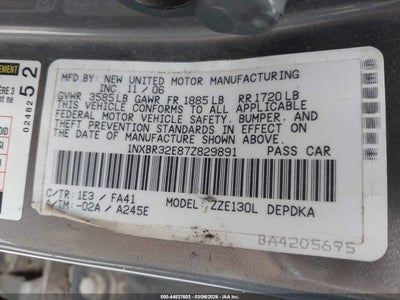 MFD.BY: NEW UNITED MOTOR MANUFACTURING
INC. 11/06
GVWR 3585LB GAWR FR 1885LB RR1720LB
THIS VEHICLE CONFORMS TO ALL APPLICABLE
FEDERAL MOTOR VEHICLE SAFETY, BUMPER, AND
THEFT PREVENTION STANDARDS IN EFFECT ON
THE DATE OF MANUFACTURE SHOWN ABOVE.
1NXBR32E87Z829891 PASS CAR
C/TR: 1E3 / FA41
A/TM: -02A / A245E
MODEL: ZZE130L DEPDKA
BA4205695
02482
52
44537603 - 03/06/2026 - IAA